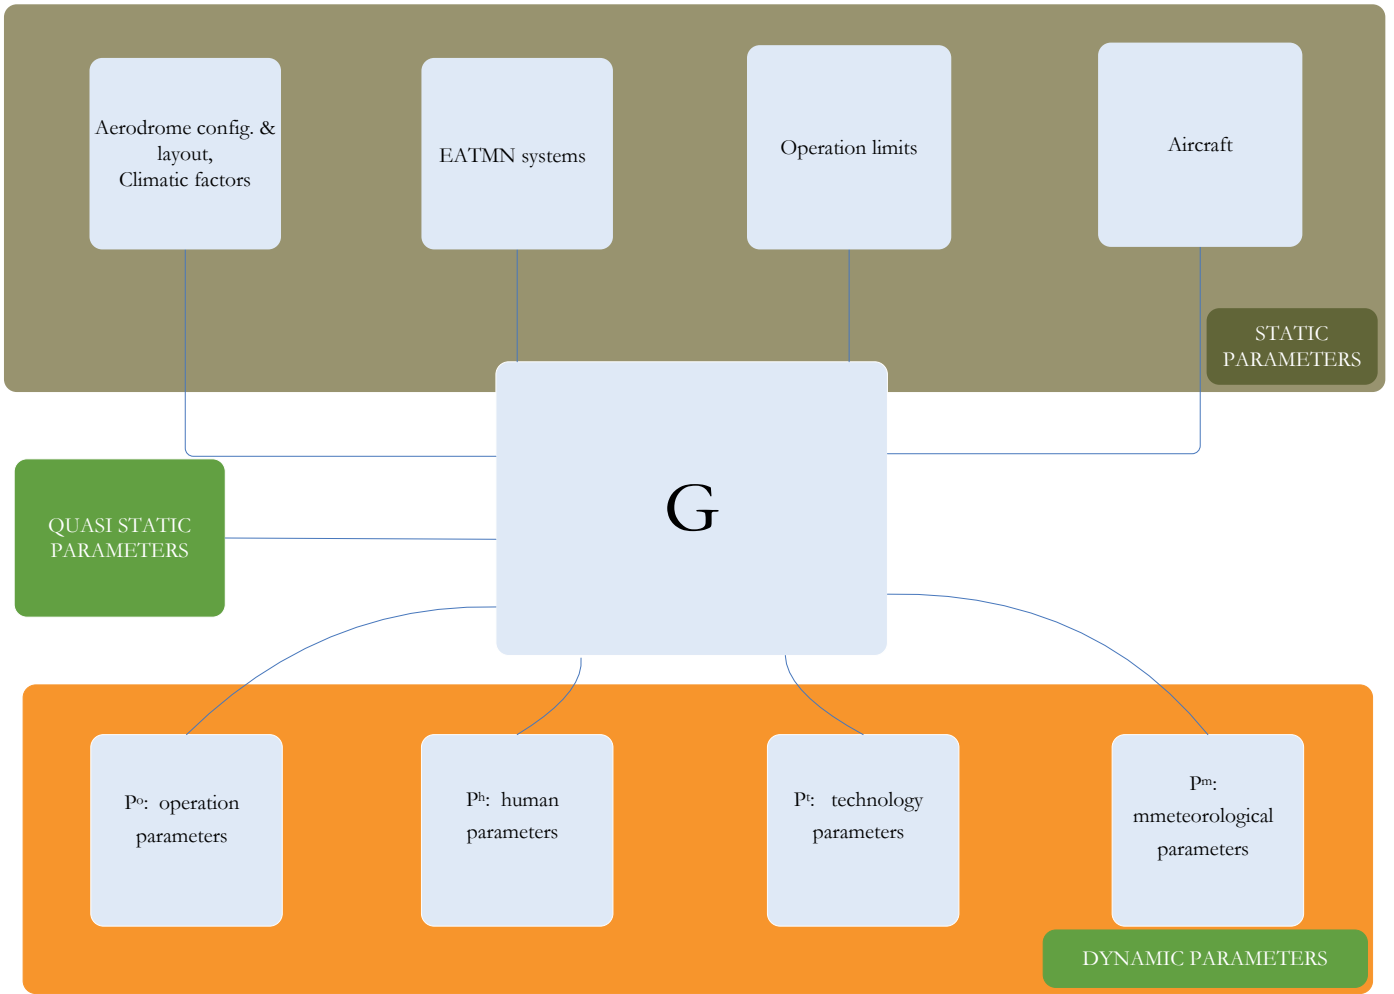 Aerodrome config. &
layout,
Climatic factors
EATMN systems
Operation limits
Aircraft
STATIC
PARAMETERS
QUASI STATIC
PARAMETERS
G
Pᵒ: operation
parameters
Pʰ: human
parameters
Pᵗ: technology
parameters
Pᵐ:
mmeteorological
parameters
DYNAMIC PARAMETERS